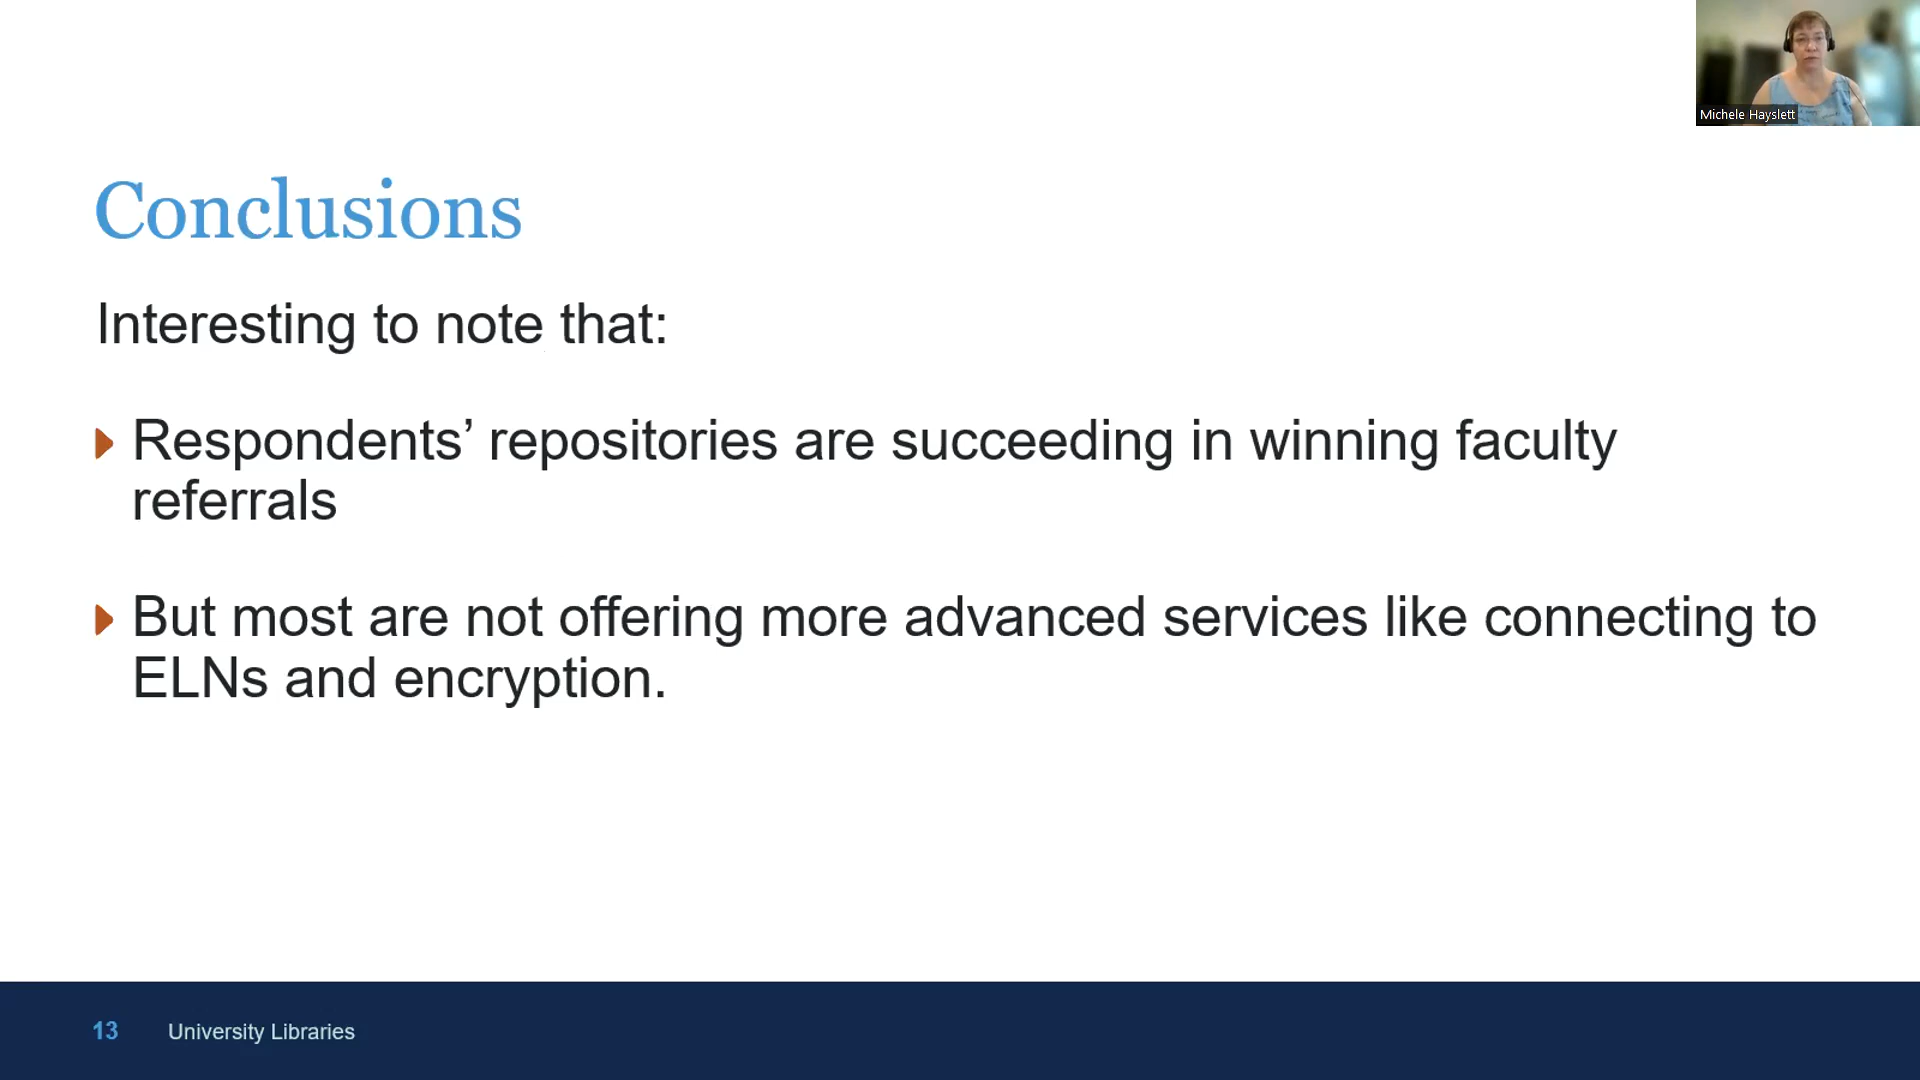 Michele Hayslett
Conclusions
Interesting to note that:
Respondents’ repositories are succeeding in winning faculty
referrals
But most are not offering more advanced services like connecting to
ELNs and encryption.
13 University Libraries